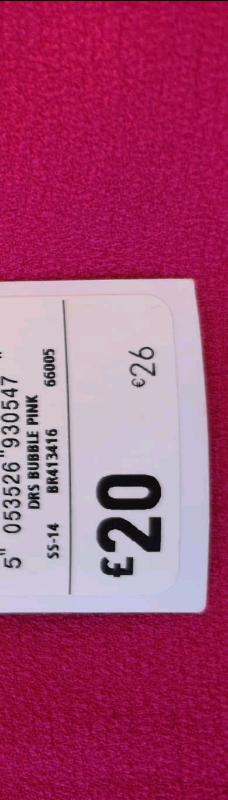 5" 053526"930547 "
DRS BUBBLE PINK
SS-14 BR413416 66005
£20 €26